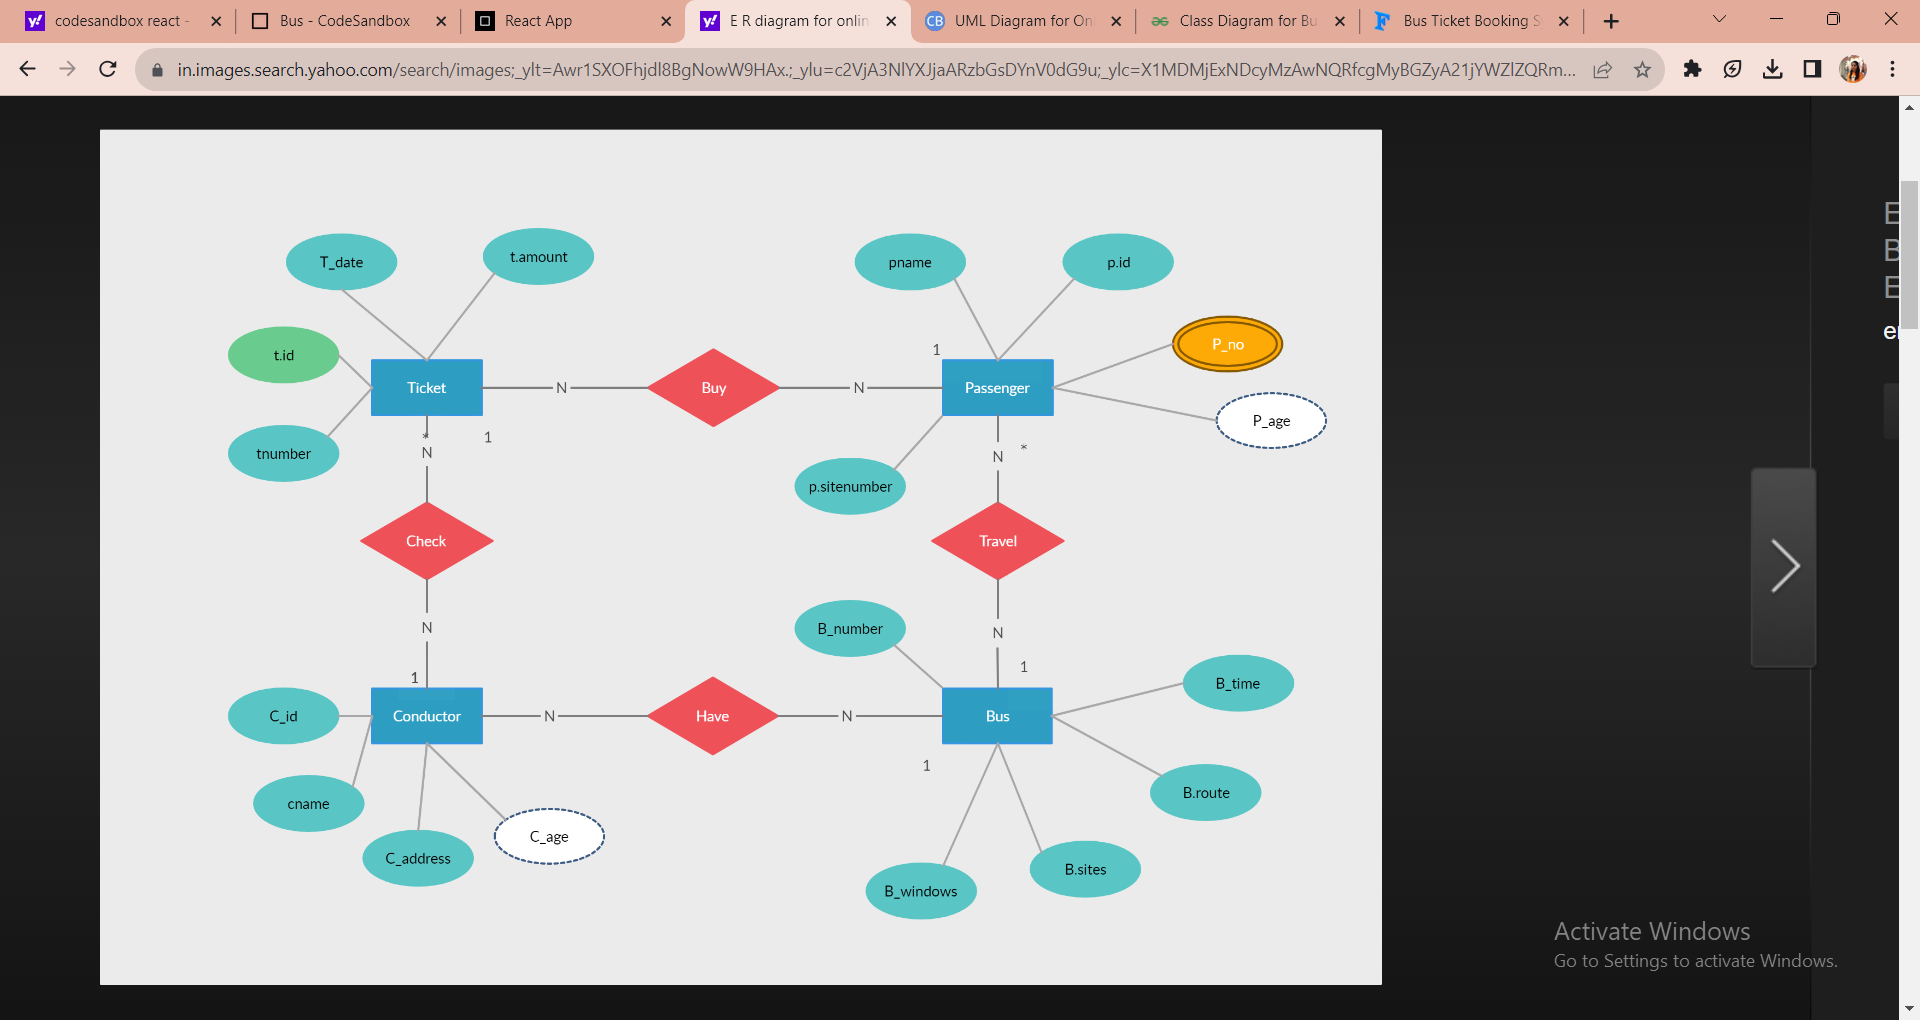 codesandbox react -
Bus - CodeSandbox
React App
E R diagram for onlin
UML Diagram for On
Class Diagram for Bu
Bus Ticket Booking S
in.images.search.yahoo.com/search/images;_ylt=Awr1SXOFhjdl8BgNowW9HAx.;_ylu=c2VjA3NlYXJjaARzbGsDYnV0dG9u;_ylc=X1MDMjExNDcyMzAwNQRfcgMyBGZyA21jYWZlZQRm...
T_date
t.amount
pname
p.id
t.id
P_no
1
Ticket
N
Buy
N
Passenger
P_age
*
1
N
*
N
tnumber
p.sitenumber
Check
Travel
N
B_number
N
1
1
B_time
C_id
Conductor
N
Have
N
Bus
1
B.route
cname
C_age
C_address
B.sites
B_windows
E
B
E
Activate Windows
Go to Settings to activate Windows.